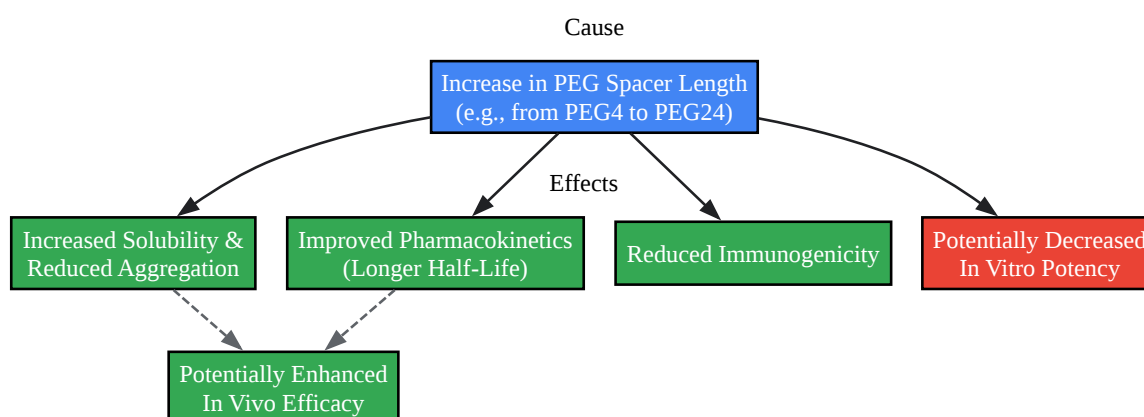 Cause
Increase in PEG Spacer Length
(e.g., from PEG4 to PEG24)
Effects
Increased Solubility &
Reduced Aggregation
Improved Pharmacokinetics
(Longer Half-Life)
Reduced Immunogenicity
Potentially Decreased
In Vitro Potency
Potentially Enhanced
In Vivo Efficacy